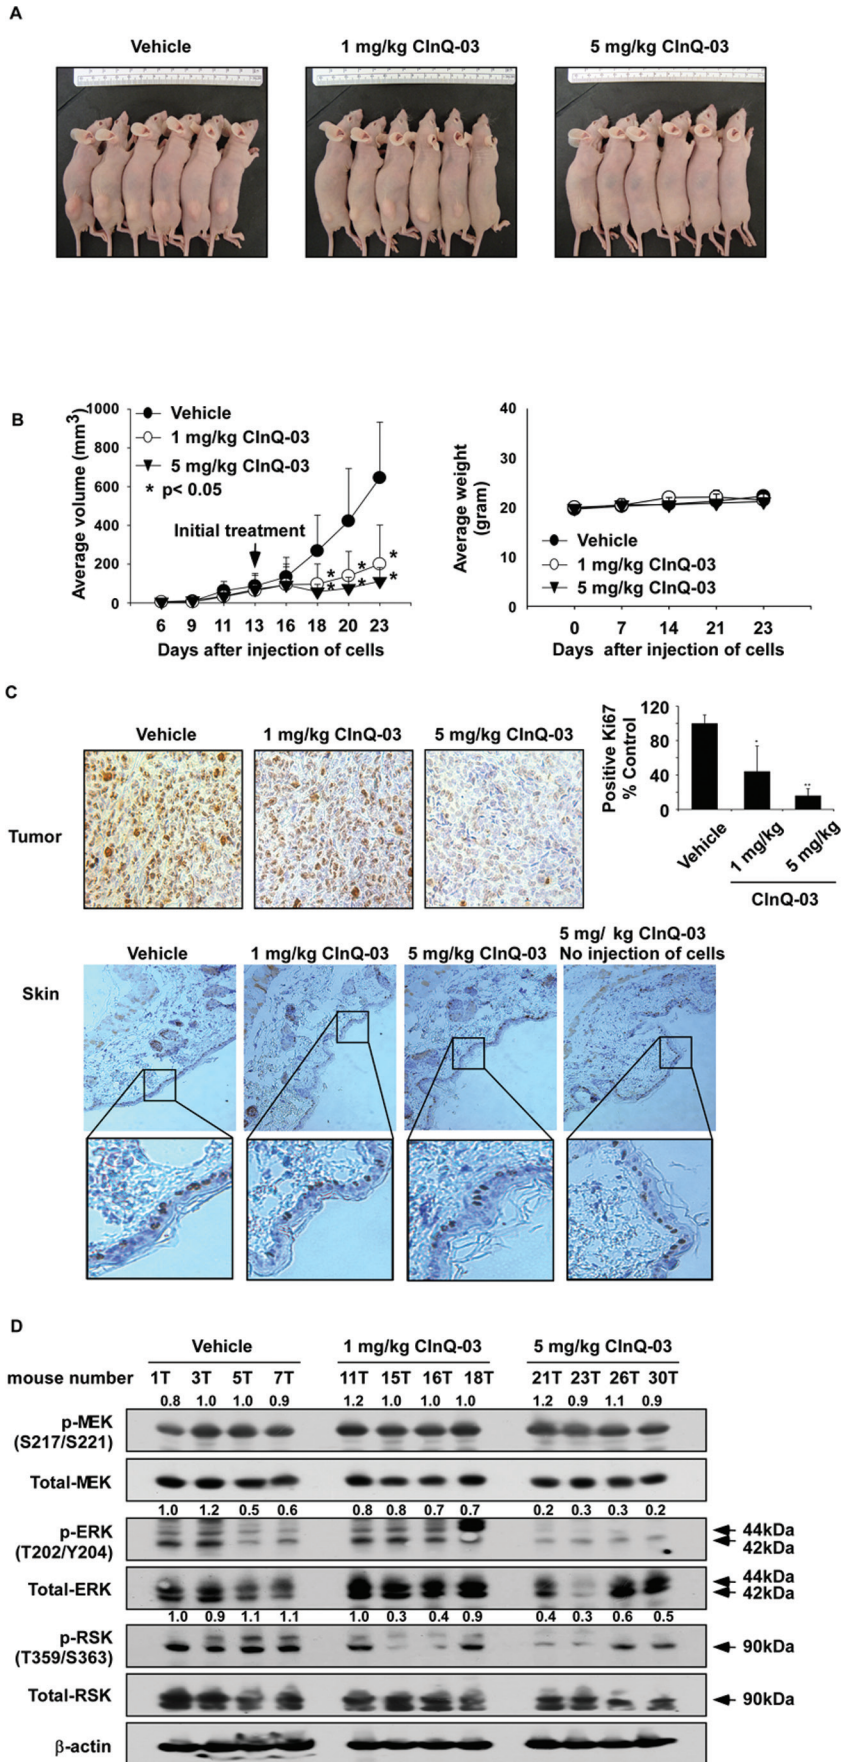 A
Vehicle
1 mg/kg ClnQ-03
5 mg/kg ClnQ-03
B
Average volume (mm3)
1000
800
600
400
200
0
Vehicle
1 mg/kg ClnQ-03
5 mg/kg ClnQ-03
* p< 0.05
Initial treatment
* * * * * *
6 9 11 13 16 18 20 23
Days after injection of cells
Average weight
(gram)
40
30
20
10
0
Vehicle
1 mg/kg ClnQ-03
5 mg/kg ClnQ-03
0 7 14 21 23
Days after injection of cells
C
Vehicle
1 mg/kg ClnQ-03
5 mg/kg ClnQ-03
Tumor
Positive Ki67
% Control
120
80
40
0
*
**
Vehicle
1 mg/kg
5 mg/kg
ClnQ-03
Skin
Vehicle
1 mg/kg ClnQ-03
5 mg/kg ClnQ-03
5 mg/ kg ClnQ-03
No injection of cells
D
Vehicle
1 mg/kg ClnQ-03
5 mg/kg ClnQ-03
mouse number 1T 3T 5T 7T 11T 15T 16T 18T 21T 23T 26T 30T
0.8 1.0 1.0 0.9 1.2 1.0 1.0 1.0 1.2 0.9 1.1 0.9
p-MEK
(S217/S221)
Total-MEK
1.0 1.2 0.5 0.6 0.8 0.8 0.7 0.7 0.2 0.3 0.3 0.2
p-ERK
(T202/Y204)
44kDa
42kDa
Total-ERK
44kDa
42kDa
1.0 0.9 1.1 1.1 1.0 0.3 0.4 0.9 0.4 0.3 0.6 0.5
p-RSK
(T359/S363)
90kDa
Total-RSK
90kDa
β-actin